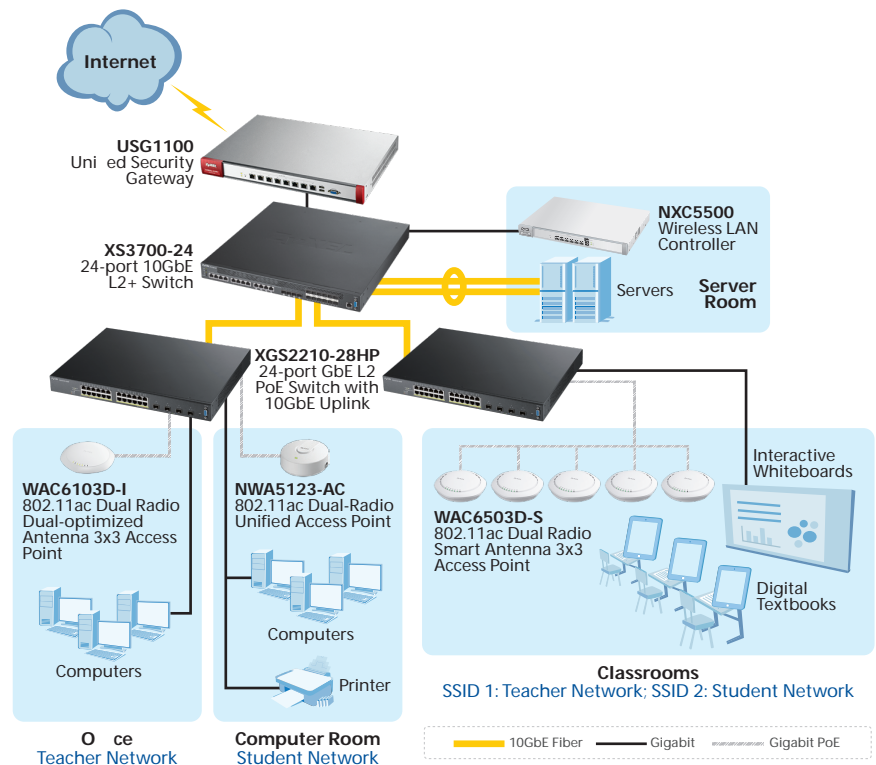 Internet
USG1100
Uni ed Security
Gateway
NXC5500
Wireless LAN
Controller
XS3700-24
24-port 10GbE
L2+ Switch
Servers
Server
Room
XGS2210-28HP
24-port GbE L2
PoE Switch with
10GbE Uplink
WAC6103D-I
802.11ac Dual Radio
Dual-optimized
Antenna 3x3 Access
Point
NWA5123-AC
802.11ac Dual-Radio
Unified Access Point
WAC6503D-S
802.11ac Dual Radio
Smart Antenna 3x3
Access Point
Interactive
Whiteboards
Digital
Textbooks
Computers
Computers
Printer
Classrooms
SSID 1: Teacher Network; SSID 2: Student Network
O ce
Teacher Network
Computer Room
Student Network
10GbE Fiber
Gigabit
Gigabit PoE